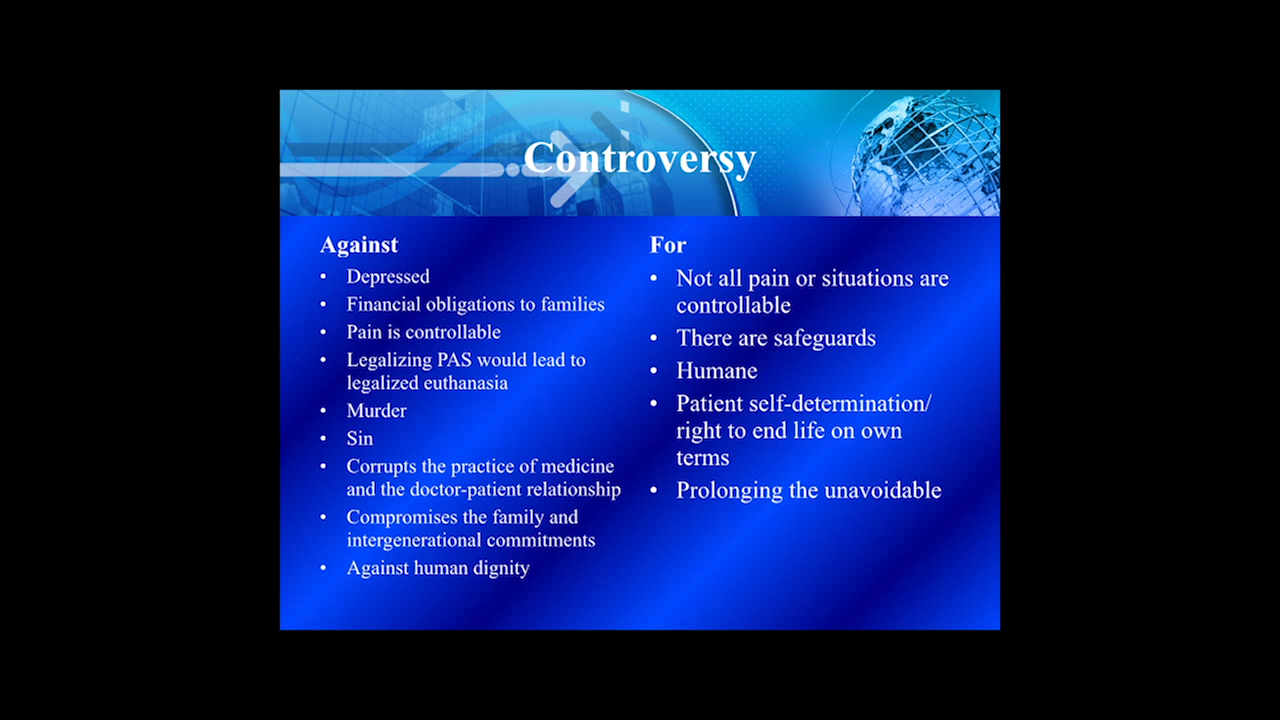 Controversy
Against
• Depressed
• Financial obligations to families
• Pain is controllable
• Legalizing PAS would lead to
legalized euthanasia
• Murder
• Sin
• Corrupts the practice of medicine
and the doctor-patient relationship
• Compromises the family and
intergenerational commitments
• Against human dignity
For
• Not all pain or situations are
controllable
• There are safeguards
• Humane
• Patient self-determination/
right to end life on own
terms
• Prolonging the unavoidable